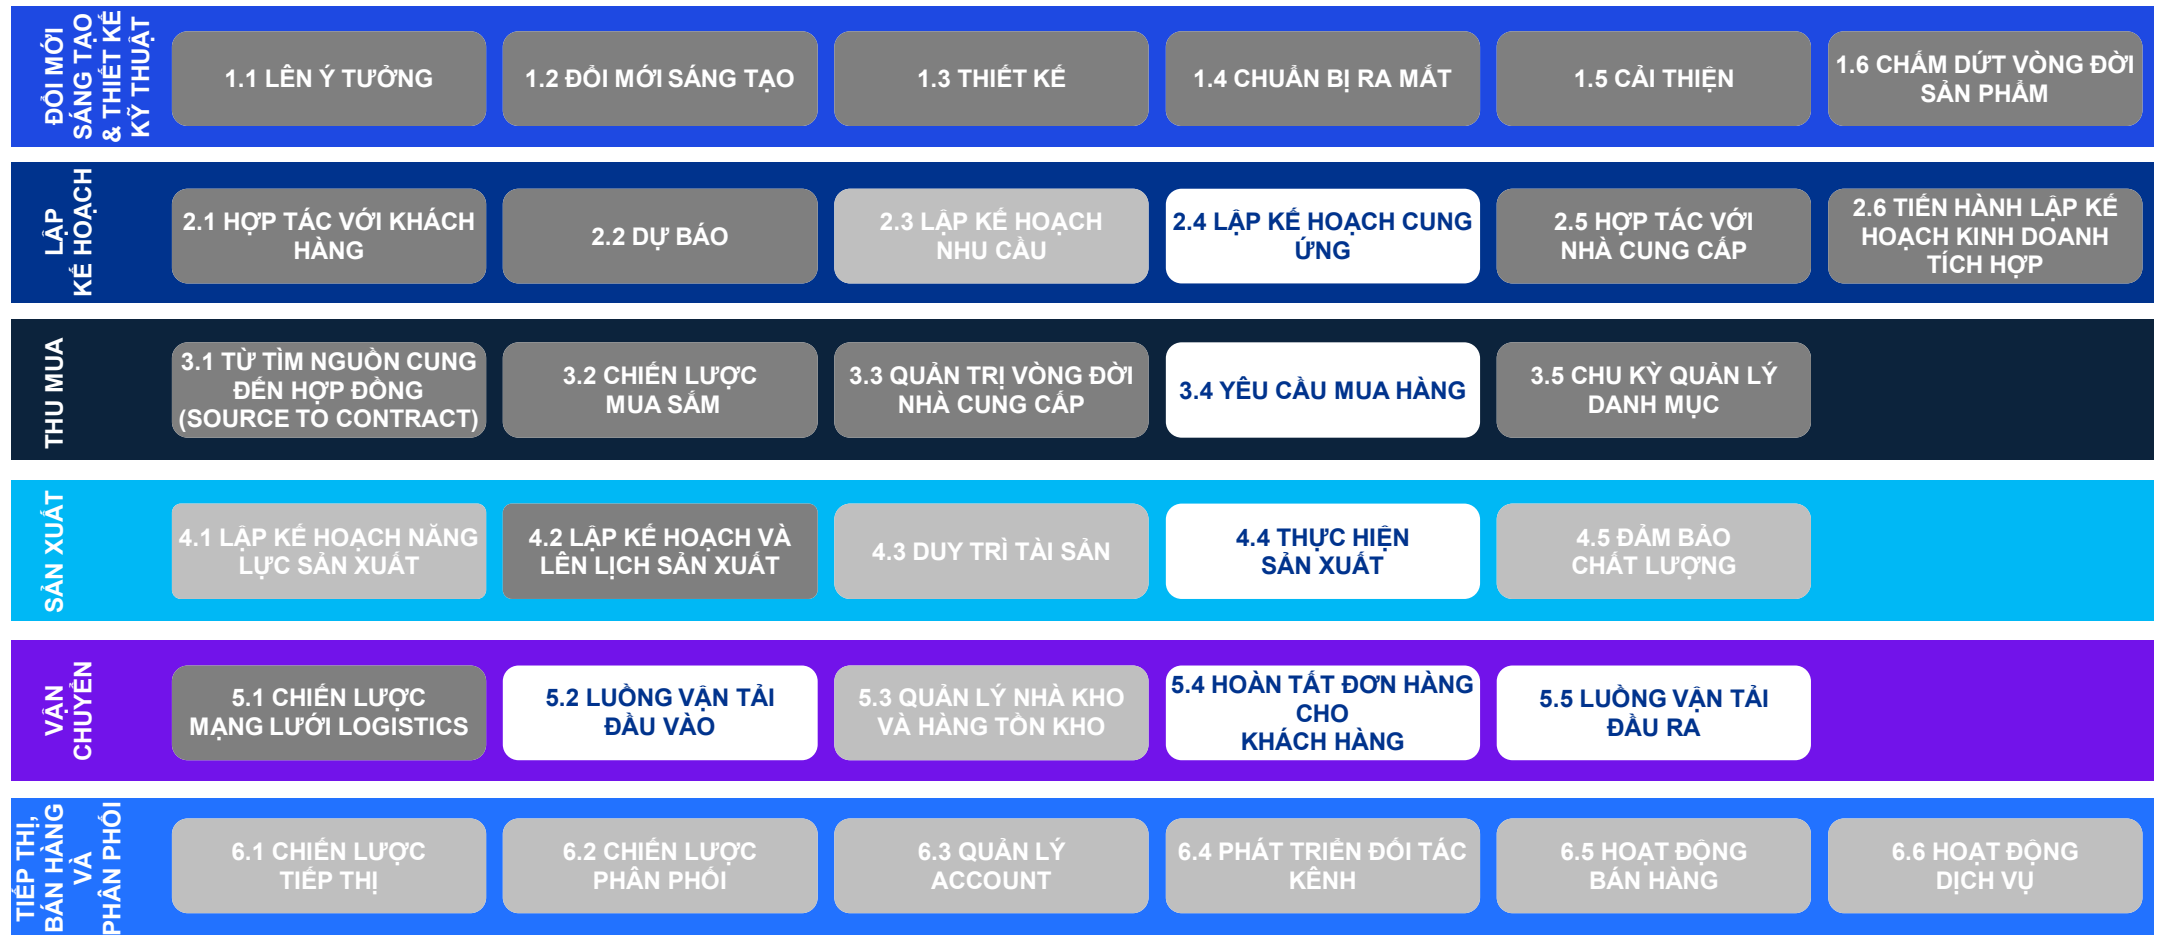 ĐỔI MỚI
SÁNG TẠO
& THIẾT KẾ
KỸ THUẬT
1.1 LÊN Ý TƯỞNG
1.2 ĐỔI MỚI SÁNG TẠO
1.3 THIẾT KẾ
1.4 CHUẨN BỊ RA MẮT
1.5 CẢI THIỆN
1.6 CHẤM DỨT VÒNG ĐỜI
SẢN PHẨM
LẬP
KẾ HOẠCH
2.1 HỢP TÁC VỚI KHÁCH
HÀNG
2.2 DỰ BÁO
2.3 LẬP KẾ HOẠCH
NHU CẦU
2.4 LẬP KẾ HOẠCH CUNG
ỨNG
2.5 HỢP TÁC VỚI
NHÀ CUNG CẤP
2.6 TIẾN HÀNH LẬP KẾ
HOẠCH KINH DOANH
TÍCH HỢP
THU MUA
3.1 TỪ TÌM NGUỒN CUNG
ĐẾN HỢP ĐỒNG
(SOURCE TO CONTRACT)
3.2 CHIẾN LƯỢC
MUA SẮM
3.3 QUẢN TRỊ VÒNG ĐỜI
NHÀ CUNG CẤP
3.4 YÊU CẦU MUA HÀNG
3.5 CHU KỲ QUẢN LÝ
DANH MỤC
SẢN XUẤT
4.1 LẬP KẾ HOẠCH NĂNG
LỰC SẢN XUẤT
4.2 LẬP KẾ HOẠCH VÀ
LÊN LỊCH SẢN XUẤT
4.3 DUY TRÌ TÀI SẢN
4.4 THỰC HIỆN
SẢN XUẤT
4.5 ĐẢM BẢO
CHẤT LƯỢNG
VẬN
CHUYỂN
5.1 CHIẾN LƯỢC
MẠNG LƯỚI LOGISTICS
5.2 LUỒNG VẬN TẢI
ĐẦU VÀO
5.3 QUẢN LÝ NHÀ KHO
VÀ HÀNG TỒN KHO
5.4 HOÀN TẤT ĐƠN HÀNG
CHO
KHÁCH HÀNG
5.5 LUỒNG VẬN TẢI
ĐẦU RA
TIẾP THỊ,
BÁN HÀNG
VÀ
PHÂN PHỐI
6.1 CHIẾN LƯỢC
TIẾP THỊ
6.2 CHIẾN LƯỢC
PHÂN PHỐI
6.3 QUẢN LÝ
ACCOUNT
6.4 PHÁT TRIỂN ĐỐI TÁC
KÊNH
6.5 HOẠT ĐỘNG
BÁN HÀNG
6.6 HOẠT ĐỘNG
DỊCH VỤ